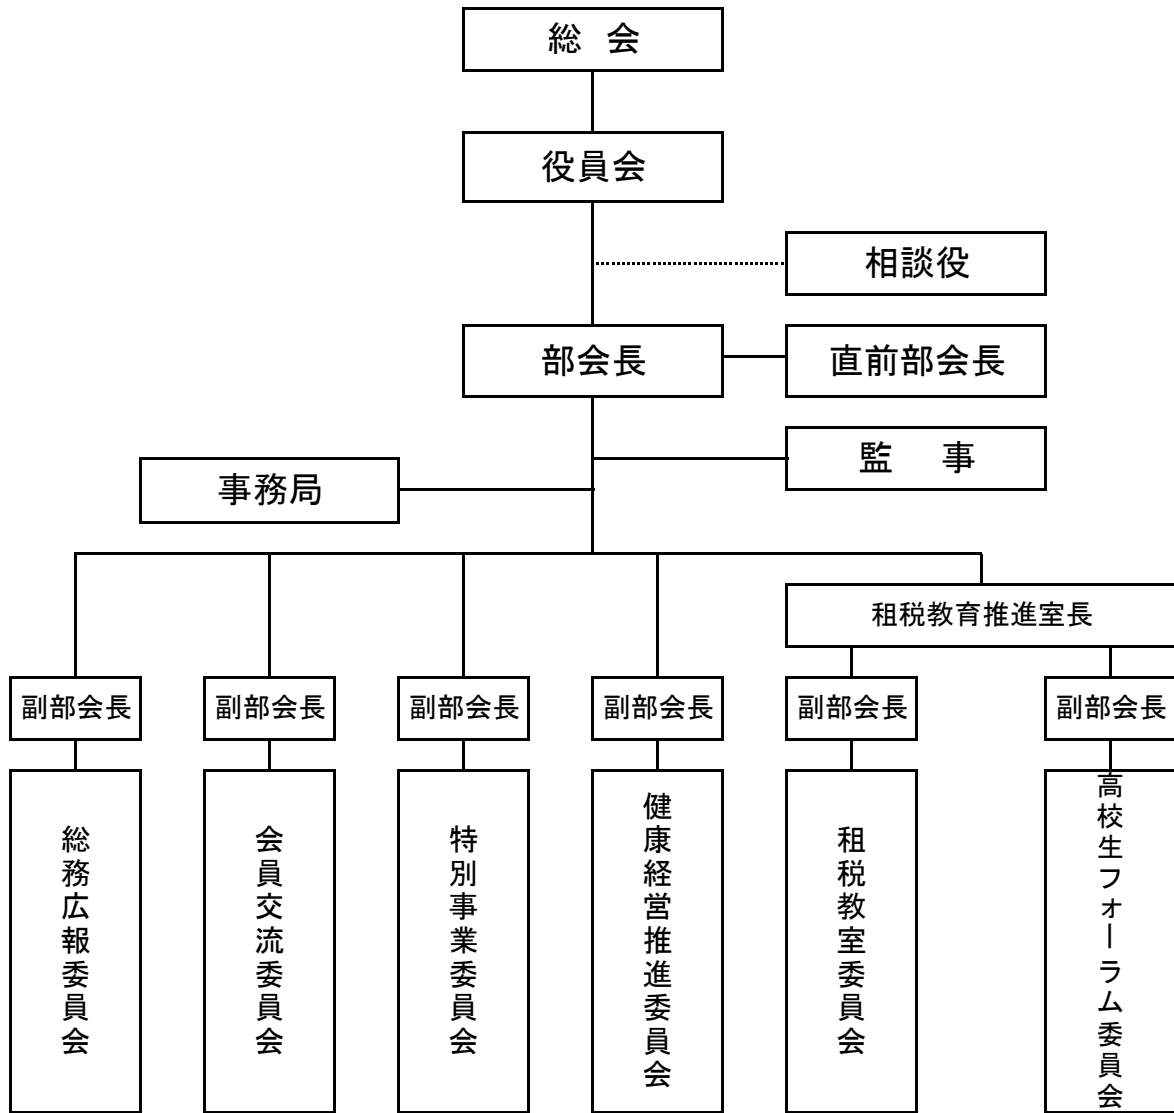 総 会
役員会
相談役
部会長
直前部会長
監 事
事務局
租税教育推進室長
副部会長
副部会長
副部会長
副部会長
副部会長
副部会長
総務広報委員会
会員交流委員会
特別事業委員会
健康経営推進委員会
租税教室委員会
高校生フォーラム委員会